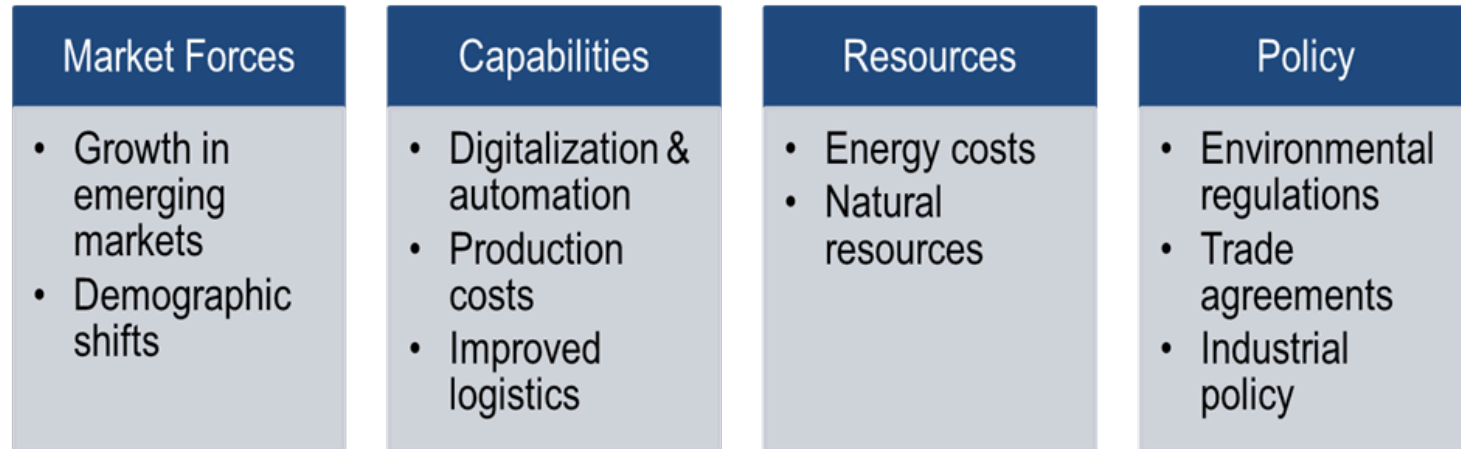 Market Forces
• Growth in
emerging
markets
• Demographic
shifts
Capabilities
• Digitalization &
automation
• Production
costs
• Improved
logistics
Resources
• Energy costs
• Natural
resources
Policy
• Environmental
regulations
• Trade
agreements
• Industrial
policy